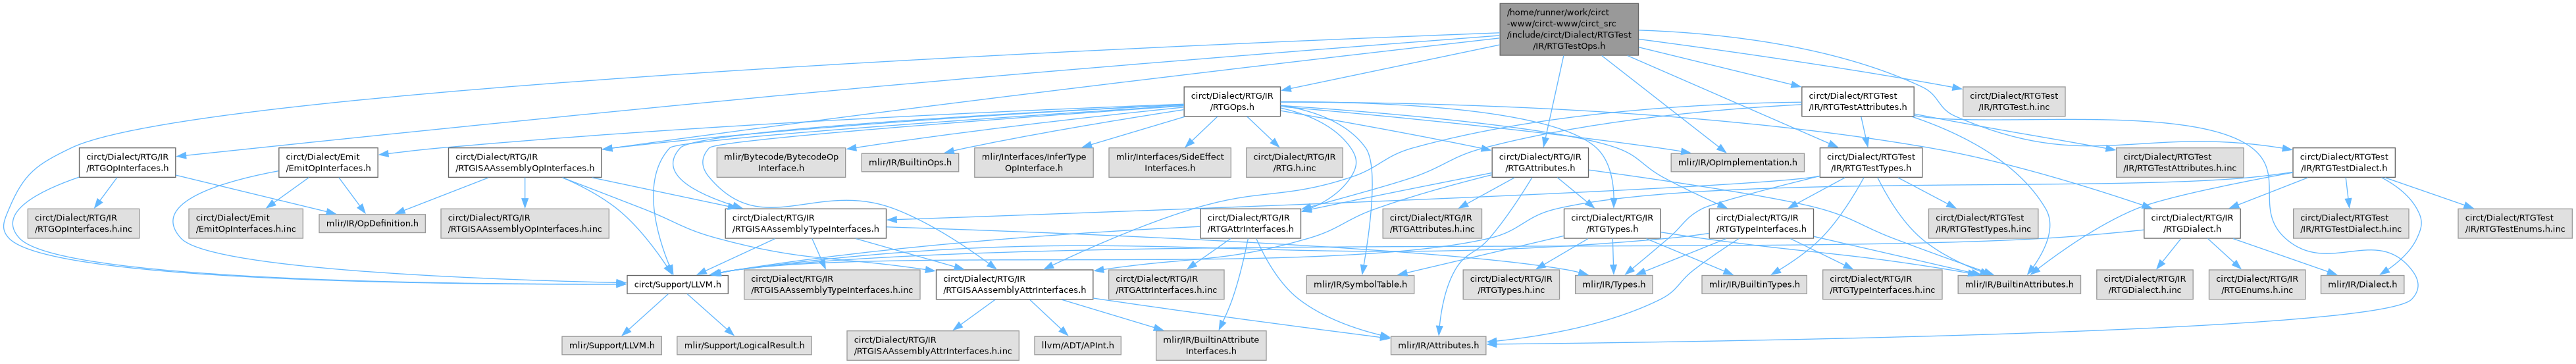 /home/runner/work/circt
-www/circt-www/circt_src
/include/circt/Dialect/RTGTest
/IR/RTGTestOps.h
circt/Dialect/RTG/IR
/RTGOps.h
circt/Dialect/RTGTest
/IR/RTGTestAttributes.h
circt/Dialect/RTGTest
/IR/RTGTest.h.inc
circt/Dialect/RTG/IR
/RTGOpInterfaces.h
circt/Dialect/Emit
/EmitOpInterfaces.h
circt/Dialect/RTG/IR
/RTGISAAssemblyOpInterfaces.h
mlir/Bytecode/BytecodeOp
Interface.h
mlir/IR/BuiltinOps.h
mlir/Interfaces/InferType
OpInterface.h
mlir/Interfaces/SideEffect
Interfaces.h
circt/Dialect/RTG/IR
/RTG.h.inc
circt/Dialect/RTG/IR
/RTGAttributes.h
mlir/IR/OpImplementation.h
circt/Dialect/RTGTest
/IR/RTGTestTypes.h
circt/Dialect/RTGTest
/IR/RTGTestAttributes.h.inc
circt/Dialect/RTGTest
/IR/RTGTestDialect.h
circt/Dialect/RTG/IR
/RTGOpInterfaces.h.inc
circt/Dialect/Emit
/EmitOpInterfaces.h.inc
mlir/IR/OpDefinition.h
circt/Dialect/RTG/IR
/RTGISAAssemblyOpInterfaces.h.inc
circt/Dialect/RTG/IR
/RTGISAAssemblyTypeInterfaces.h
circt/Dialect/RTG/IR
/RTGAttrInterfaces.h
circt/Dialect/RTG/IR
/RTGAttributes.h.inc
circt/Dialect/RTG/IR
/RTGTypes.h
circt/Dialect/RTG/IR
/RTGTypeInterfaces.h
circt/Dialect/RTGTest
/IR/RTGTestTypes.h.inc
circt/Dialect/RTG/IR
/RTGDialect.h
circt/Dialect/RTGTest
/IR/RTGTestDialect.h.inc
circt/Dialect/RTGTest
/IR/RTGTestEnums.h.inc
circt/Support/LLVM.h
circt/Dialect/RTG/IR
/RTGISAAssemblyTypeInterfaces.h.inc
circt/Dialect/RTG/IR
/RTGISAAssemblyAttrInterfaces.h
circt/Dialect/RTG/IR
/RTGAttrInterfaces.h.inc
mlir/IR/SymbolTable.h
circt/Dialect/RTG/IR
/RTGTypes.h.inc
mlir/IR/Types.h
mlir/IR/BuiltinTypes.h
circt/Dialect/RTG/IR
/RTGTypeInterfaces.h.inc
mlir/IR/BuiltinAttributes.h
circt/Dialect/RTG/IR
/RTGDialect.h.inc
circt/Dialect/RTG/IR
/RTGEnums.h.inc
mlir/IR/Dialect.h
mlir/Support/LLVM.h
mlir/Support/LogicalResult.h
circt/Dialect/RTG/IR
/RTGISAAssemblyAttrInterfaces.h.inc
llvm/ADT/APInt.h
mlir/IR/BuiltinAttribute
Interfaces.h
mlir/IR/Attributes.h